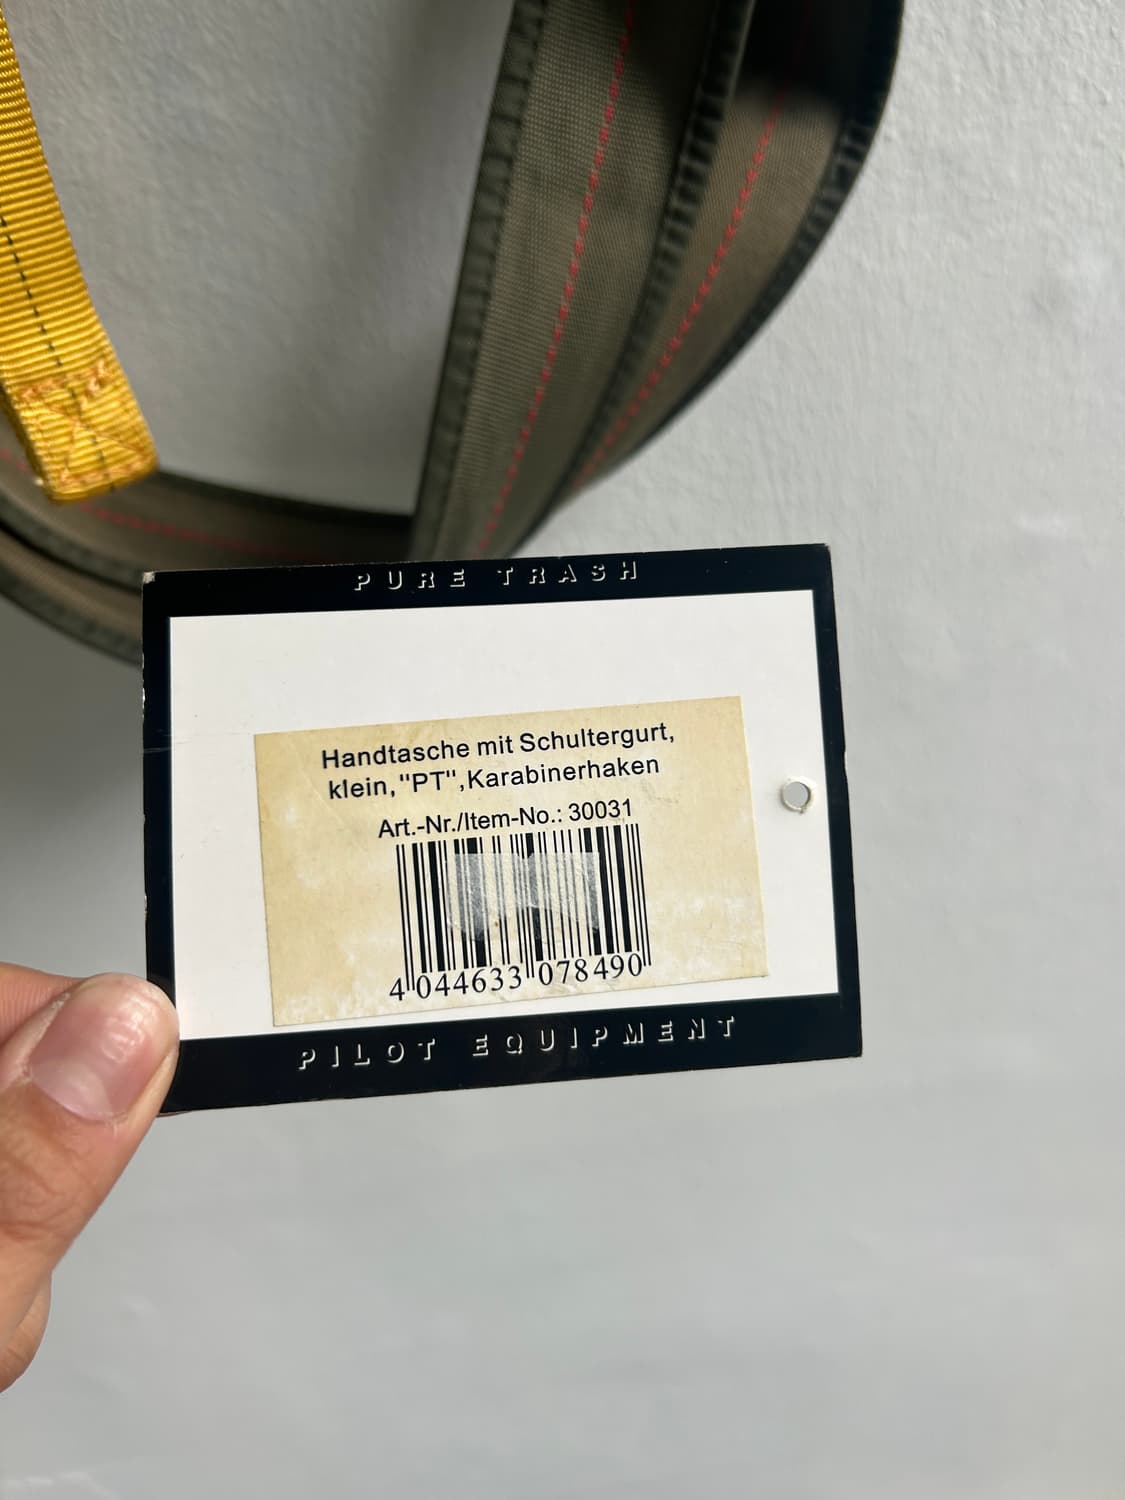 PURE TRASH
Handtasche mit Schultergurt,
klein,"PT",Karabinerhaken
Art.-Nr./Item-No.: 30031
4 044633 078490
PILOT EQUIPMENT